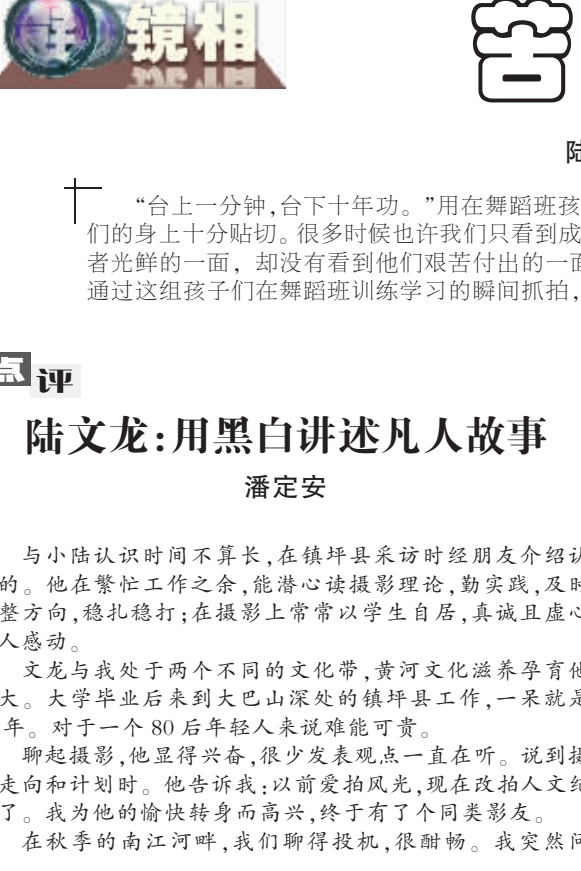 镜相
苦
“台上一分钟,台下十年功。”用在舞蹈班孩
们的身上十分贴切。很多时候也许我们只看到成
者光鲜的一面，却没有看到他们艰苦付出的一面
通过这组孩子们在舞蹈班训练学习的瞬间抓拍,
点评
陆文龙:用黑白讲述凡人故事
潘定安
与小陆认识时间不算长,在镇坪县采访时经朋友介绍认
的。他在繁忙工作之余,能潜心读摄影理论,勤实践,及时
整方向,稳扎稳打;在摄影上常常以学生自居,真诚且虚心
人感动。
文龙与我处于两个不同的文化带,黄河文化滋养孕育他
大。大学毕业后来到大巴山深处的镇坪县工作,一呆就是
年。对于一个 80 后年轻人来说难能可贵。
聊起摄影,他显得兴奋,很少发表观点一直在听。说到摄
走向和计划时。他告诉我:以前爱拍风光,现在改拍人文纪
了。我为他的愉快转身而高兴,终于有了个同类影友。
在秋季的南江河畔,我们聊得投机,很酣畅。我突然问